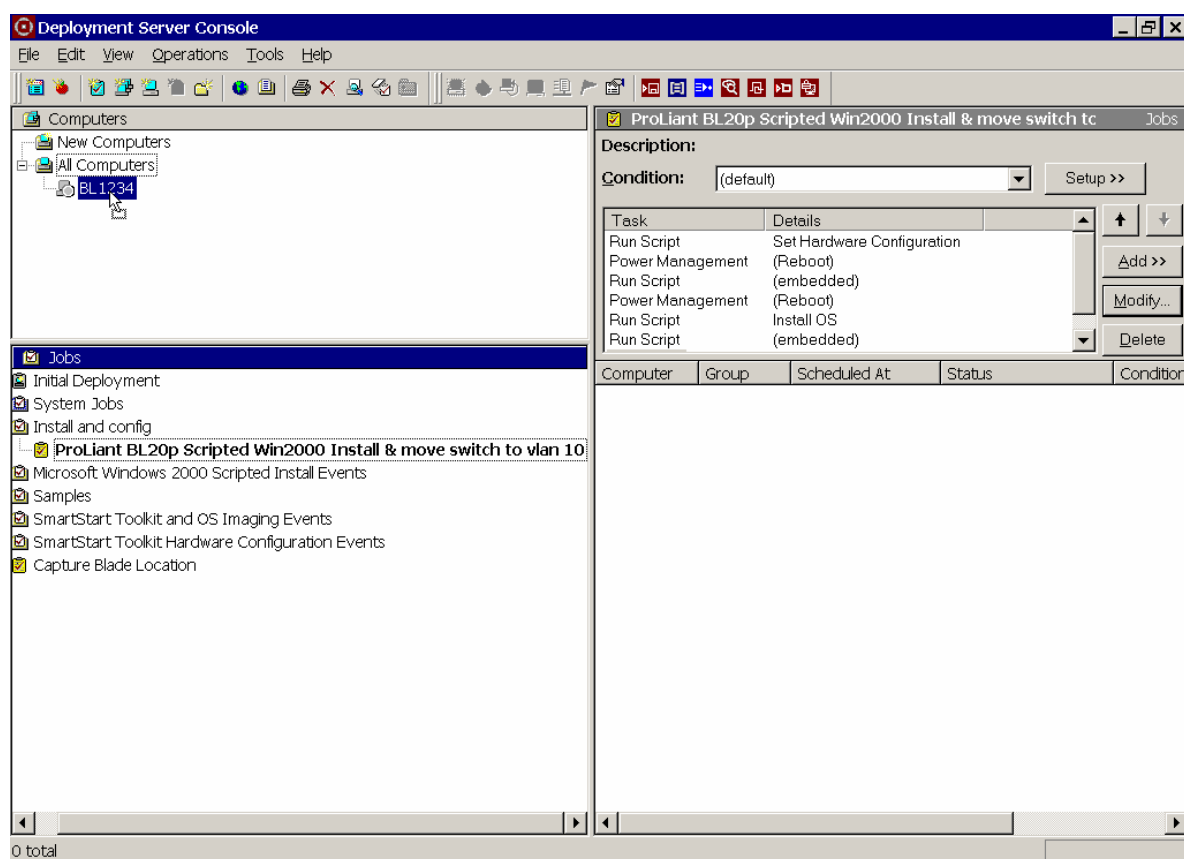 Deployment Server Console
File Edit View Operations Tools Help
Computers
New Computers
All Computers
BL1234
Jobs
Initial Deployment
System Jobs
Install and config
ProLiant BL20p Scripted Win2000 Install & move switch to vlan 10
Microsoft Windows 2000 Scripted Install Events
Samples
SmartStart Toolkit and OS Imaging Events
SmartStart Toolkit Hardware Configuration Events
Capture Blade Location
ProLiant BL20p Scripted Win2000 Install & move switch tc Jobs
Description:
Condition: (default) Setup >>
Task Details
Run Script Set Hardware Configuration
Power Management (Reboot)
Run Script (embedded)
Power Management (Reboot)
Run Script Install OS
Run Script (embedded)
Add >>
Modify...
Delete
Computer Group Scheduled At Status Condition
0 total